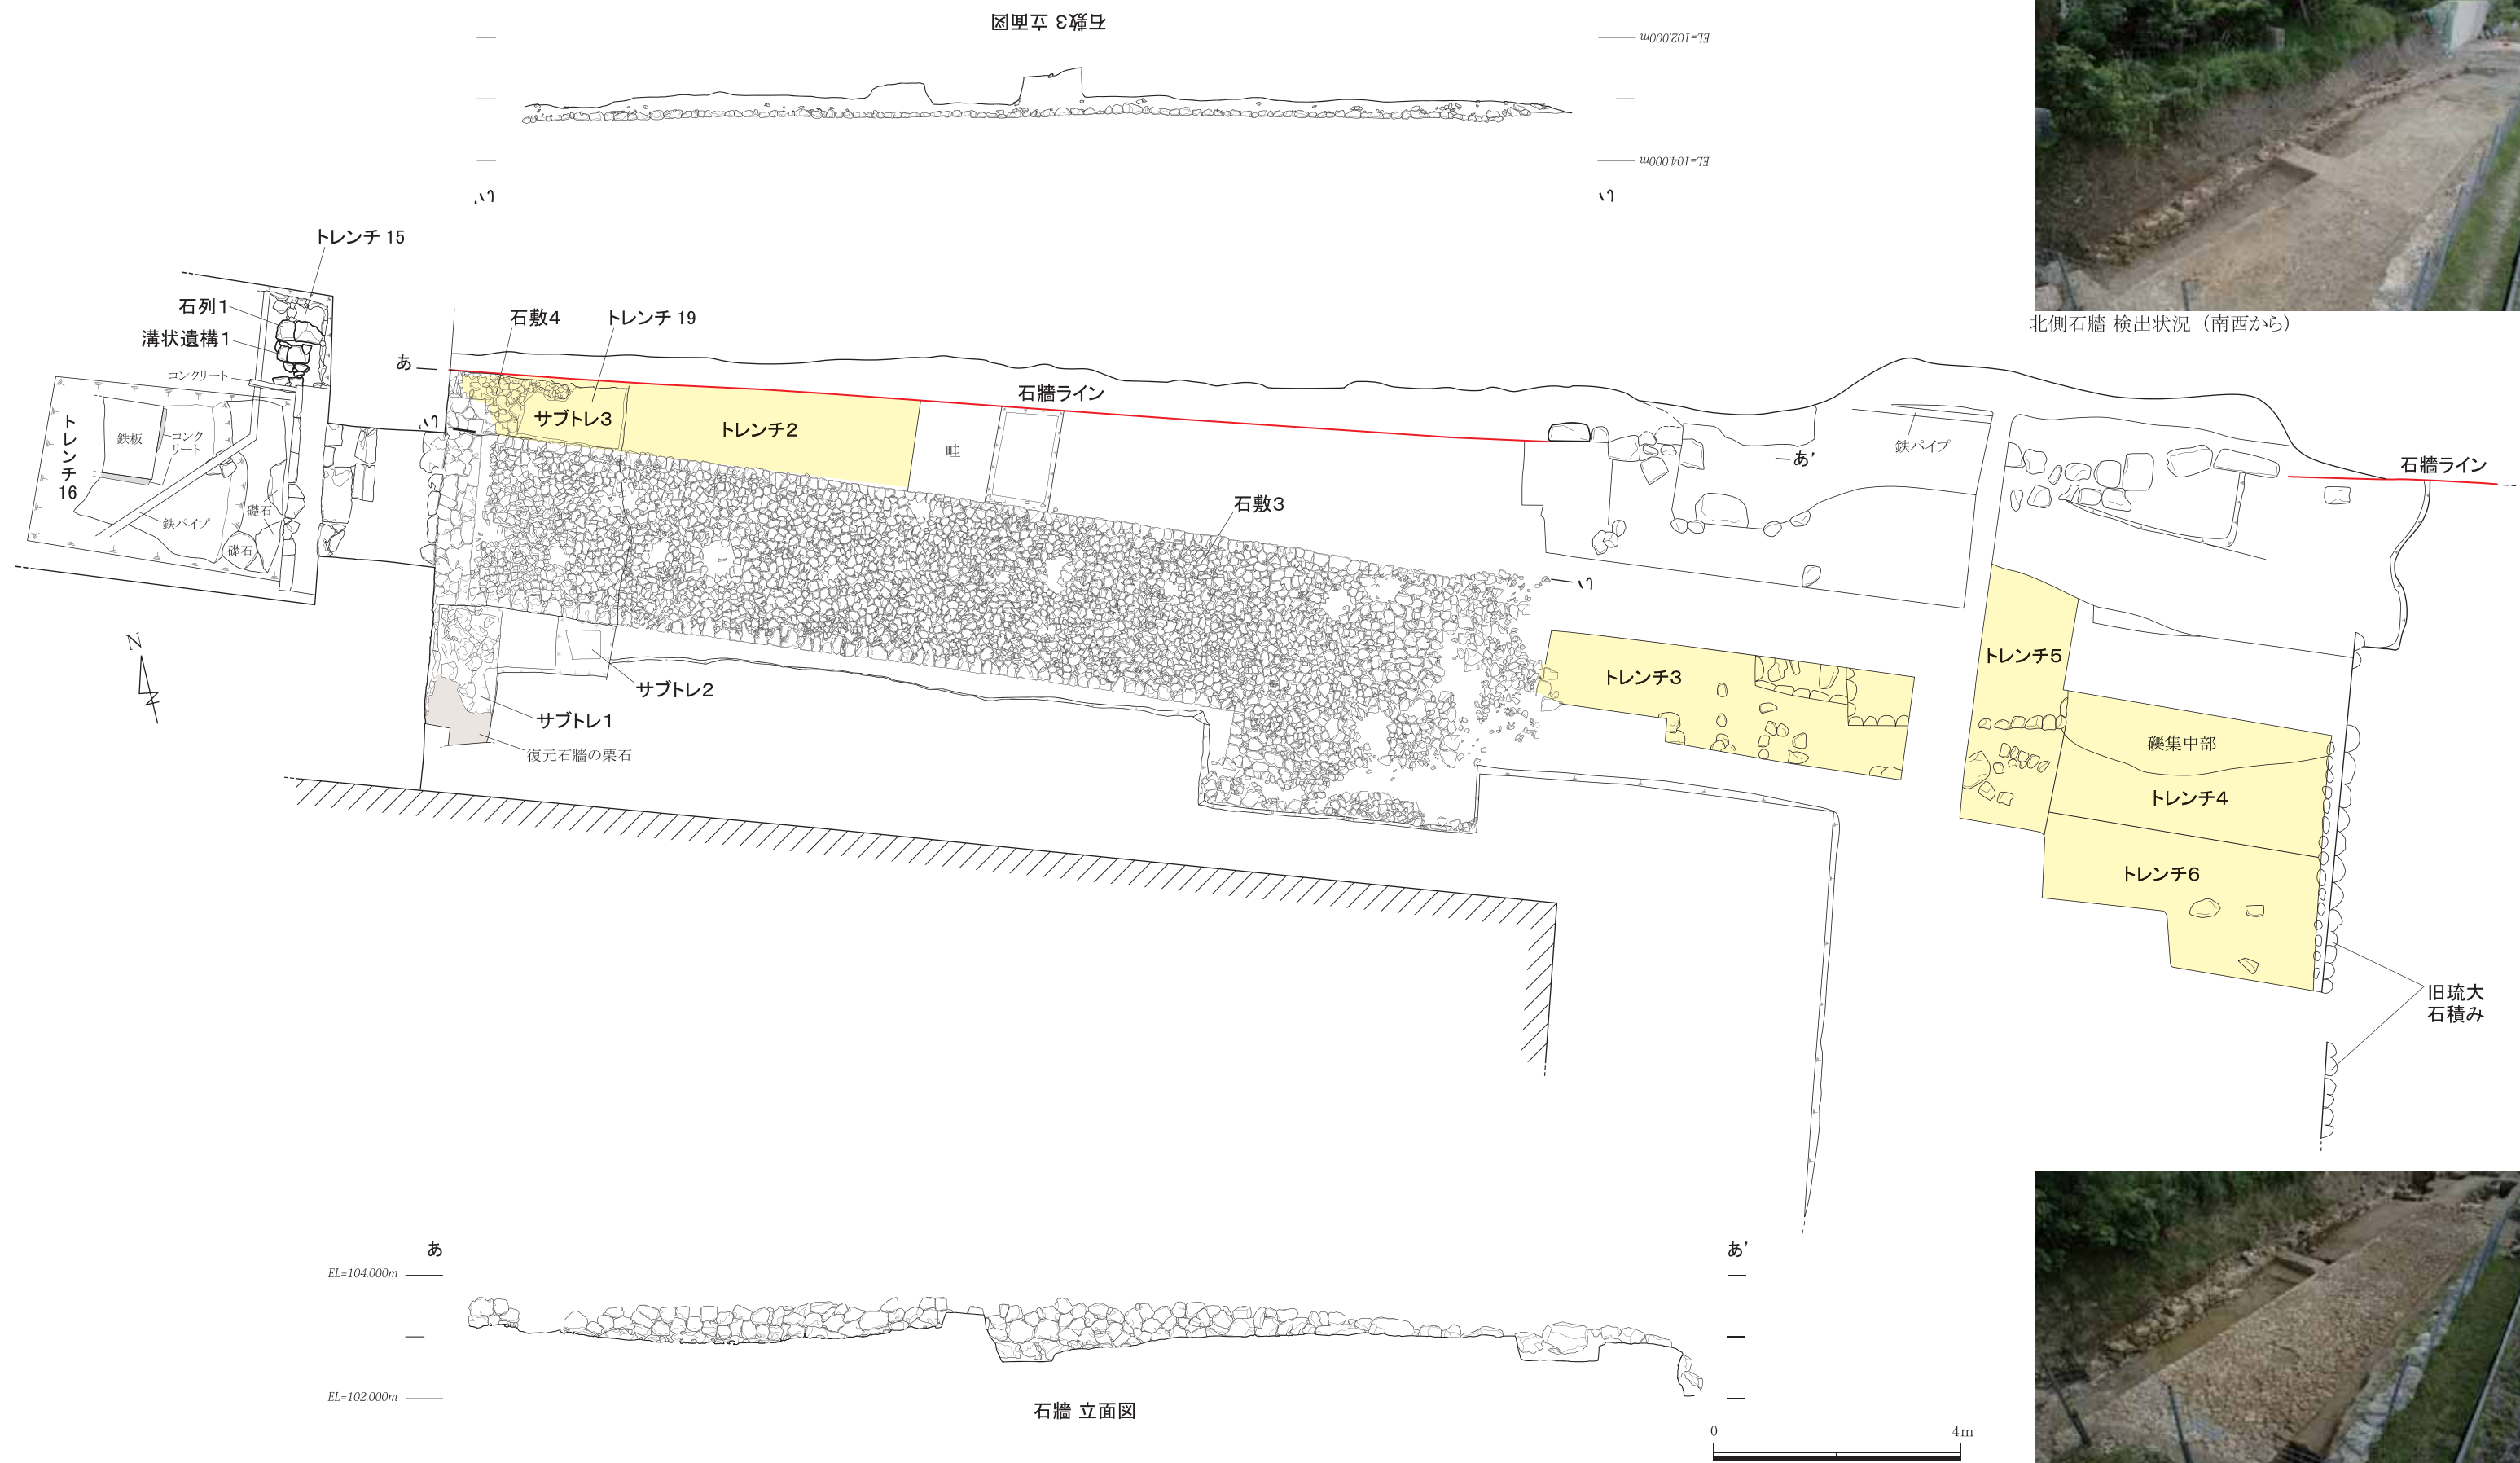 石敷3 立面図
EL=102.000m
EL=104.000m
い'
い
北側石牆 検出状況（南西から）
トレンチ 15
石列1
溝状遺構1
コンクリート
トレンチ16
鉄板
コンク
リート
鉄パイプ
礎石
礎石
石敷4
トレンチ 19
あ
い'
サブトレ3
トレンチ2
畦
石牆ライン
石敷3
あ'
鉄パイプ
石牆ライン
い
N
サブトレ2
サブトレ1
復元石牆の栗石
トレンチ3
トレンチ5
礫集中部
トレンチ4
トレンチ6
旧琉大
石積み
あ
あ'
EL=104.000m
EL=102.000m
石牆 立面図
0 4m